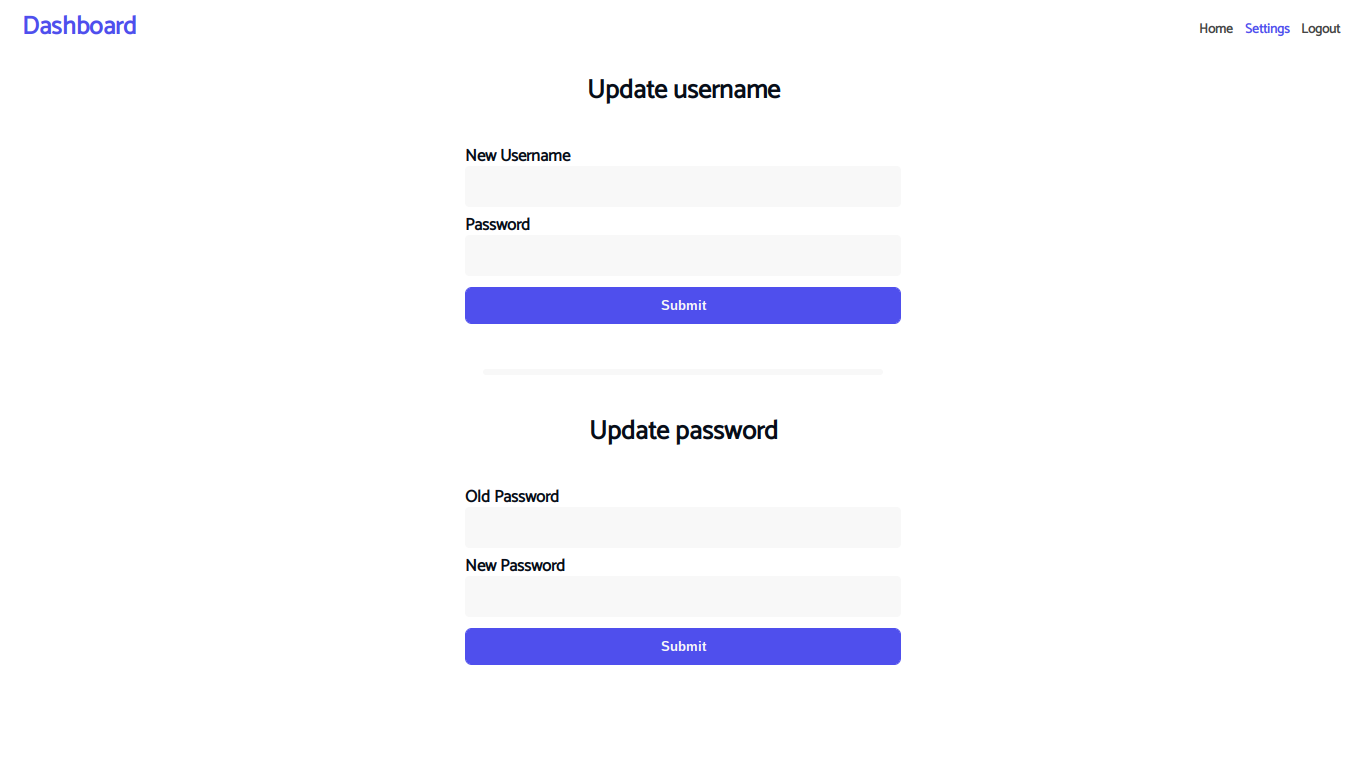 Dashboard
Home Settings Logout
Update username
New Username
Password
Submit
Update password
Old Password
New Password
Submit